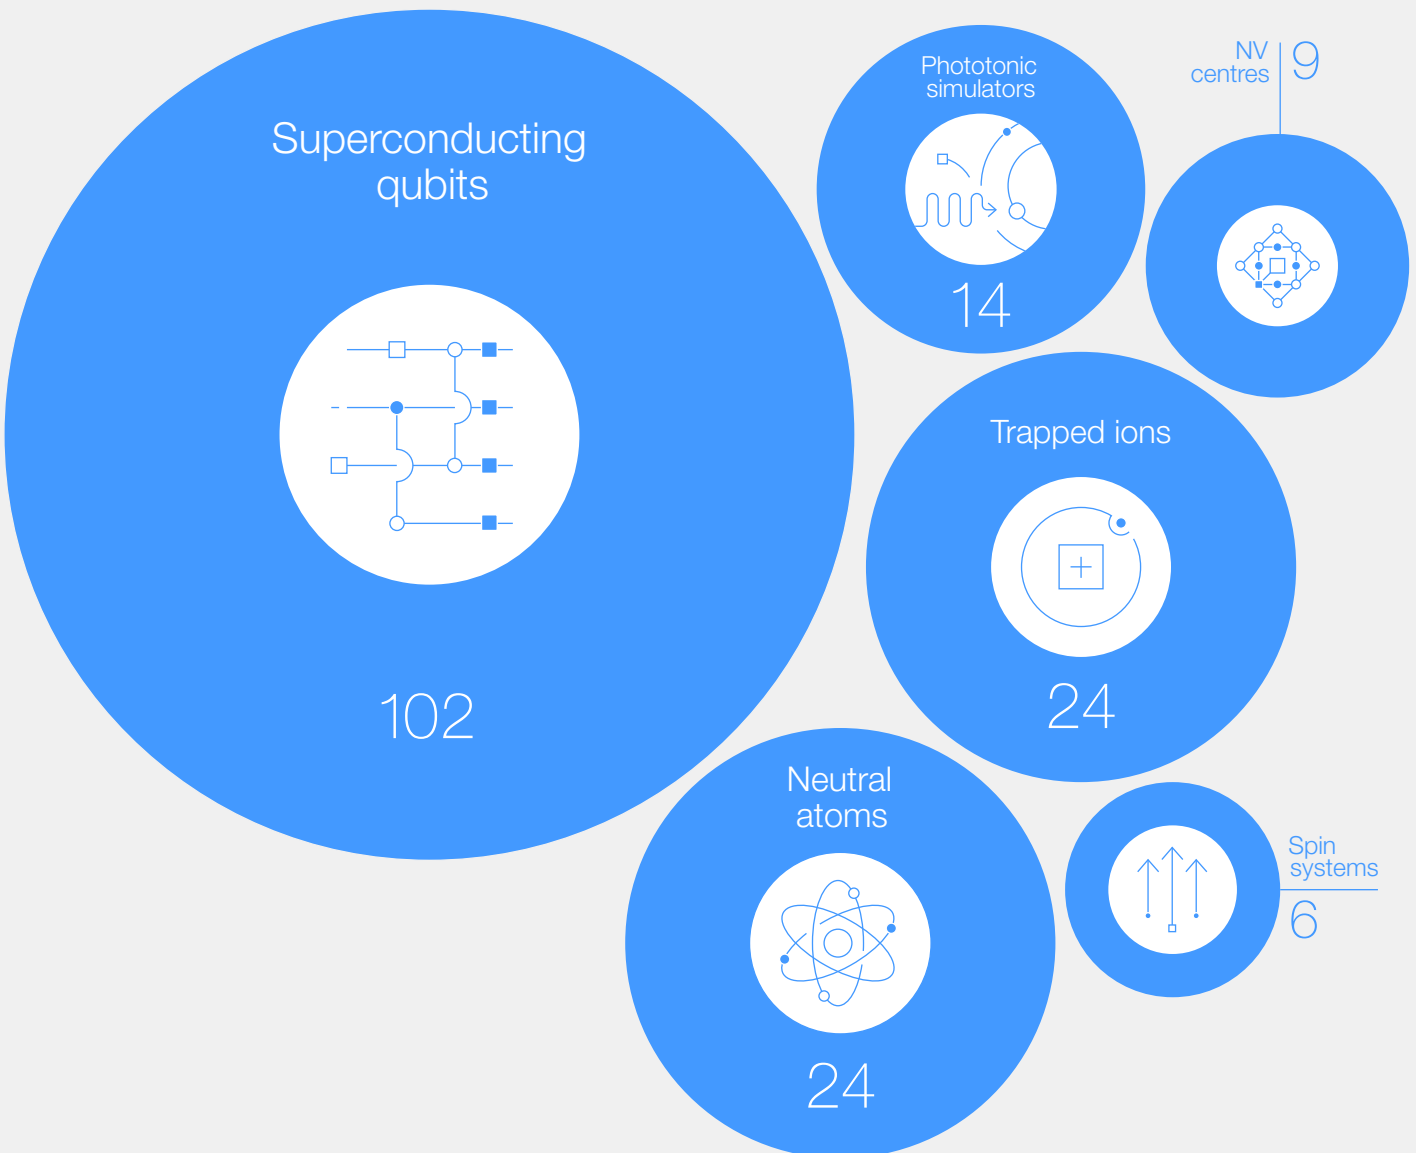 Superconducting
qubits
102
Phototonic
simulators
14
NV
centres
9
Trapped ions
24
Neutral
atoms
24
Spin
systems
6